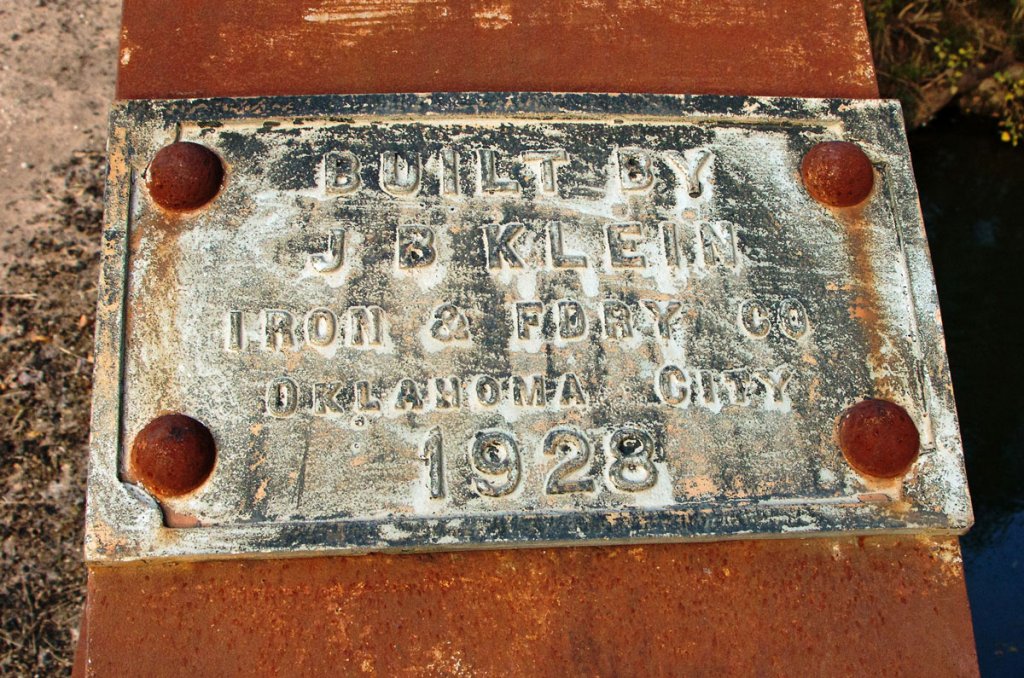 BUILT BY
J B KLEIN
IRON & FDRY CO
OKLAHOMA CITY
1928